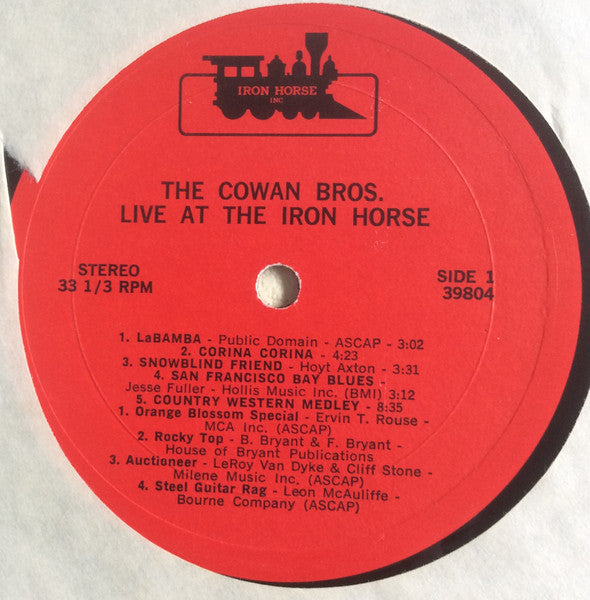 IRON HORSE
INC
THE COWAN BROS.
LIVE AT THE IRON HORSE
STEREO
33 1/3 RPM
SIDE 1
39804
1. LaBAMBA - Public Domain - ASCAP - 3:02
2. CORINA CORINA - 4:23
3. SNOWBLIND FRIEND - Hoyt Axton - 3:31
4. SAN FRANCISCO BAY BLUES -
Jesse Fuller - Hollis Music Inc. (BMI) 3:12
5. COUNTRY WESTERN MEDLEY - 8:35
1. Orange Blossom Special - Ervin T. Rouse -
MCA Inc. (ASCAP)
2. Rocky Top - B. Bryant & F. Bryant -
House of Bryant Publications
3. Auctioneer - LeRoy Van Dyke & Cliff Stone -
Milene Music Inc. (ASCAP)
4. Steel Guitar Rag - Leon McAuliffe -
Bourne Company (ASCAP)